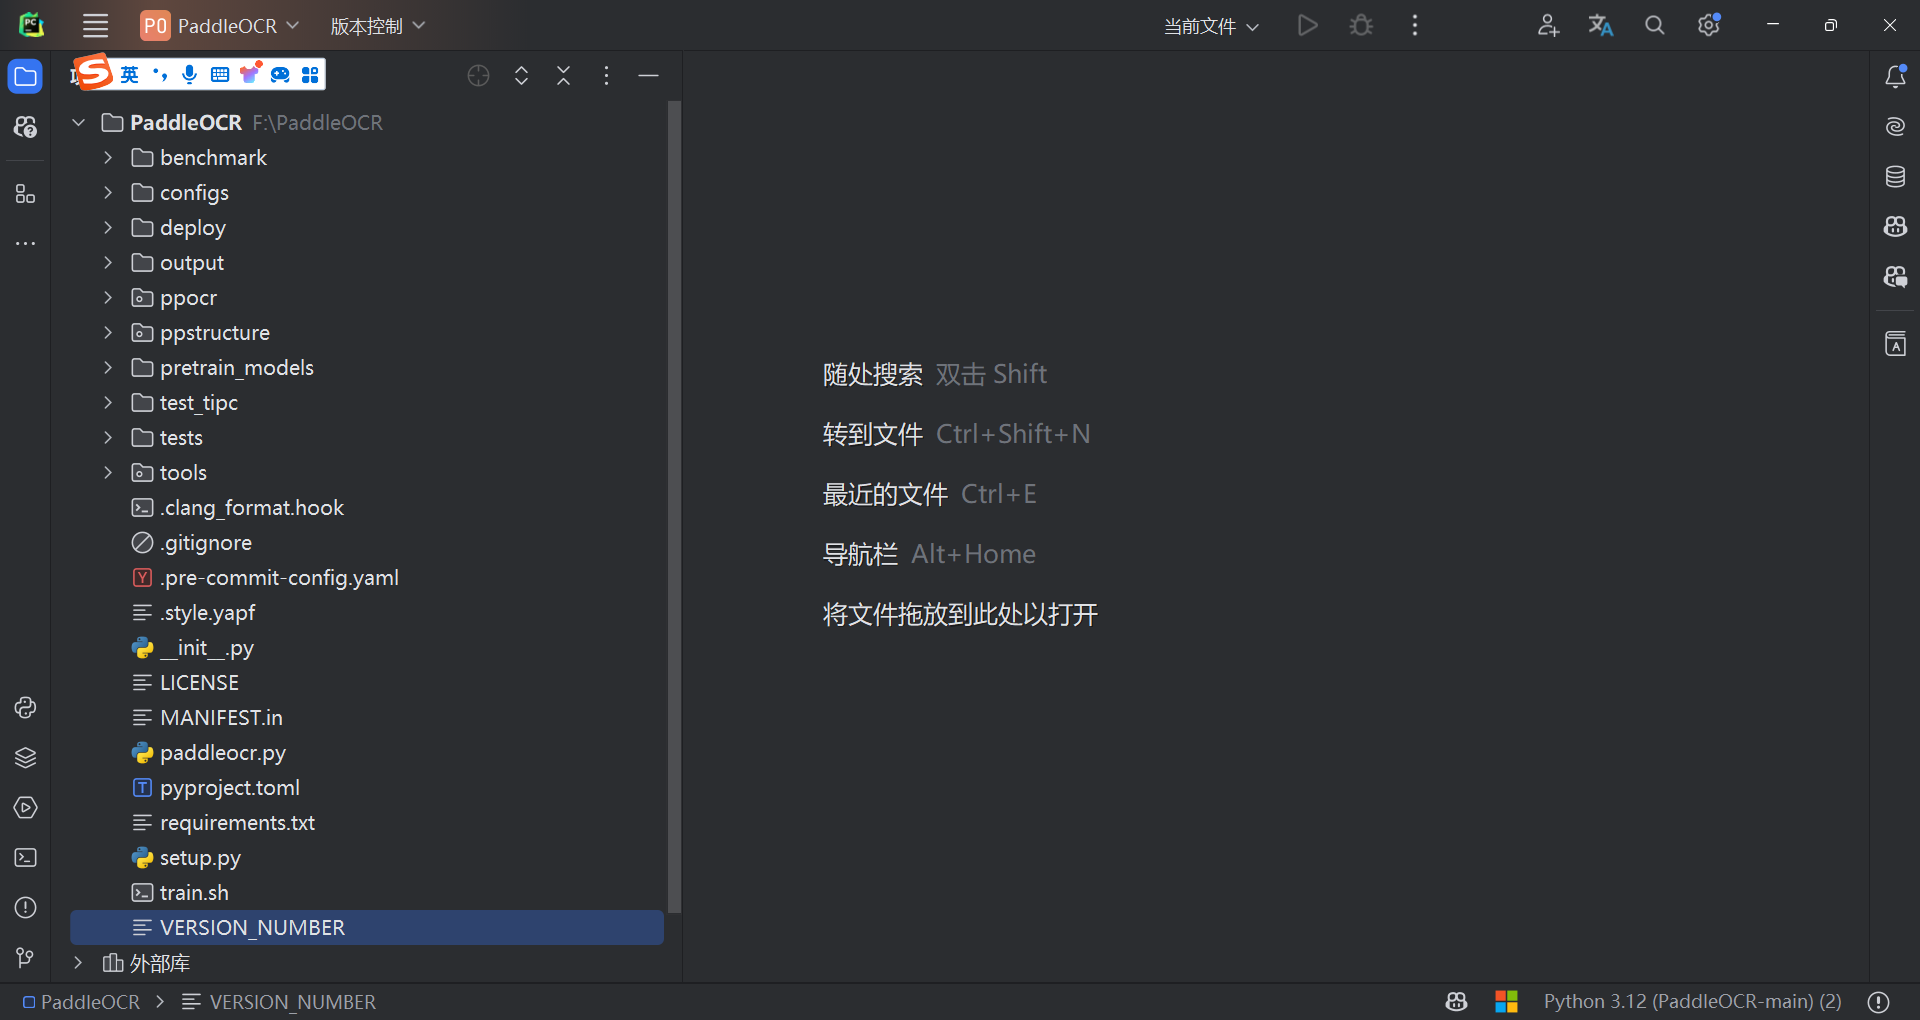 PC
PO PaddleOCR
版本控制
当前文件
英
PaddleOCR F:\PaddleOCR
benchmark
configs
deploy
output
ppocr
ppstructure
pretrain_models
test_tipc
tests
tools
.clang_format.hook
.gitignore
.pre-commit-config.yaml
.style.yapf
__init__.py
LICENSE
MANIFEST.in
paddleocr.py
pyproject.toml
requirements.txt
setup.py
train.sh
VERSION_NUMBER
外部库
随处搜索 双击 Shift
转到文件 Ctrl+Shift+N
最近的文件 Ctrl+E
导航栏 Alt+Home
将文件拖放到此处以打开
PaddleOCR
VERSION_NUMBER
Python 3.12 (PaddleOCR-main) (2)